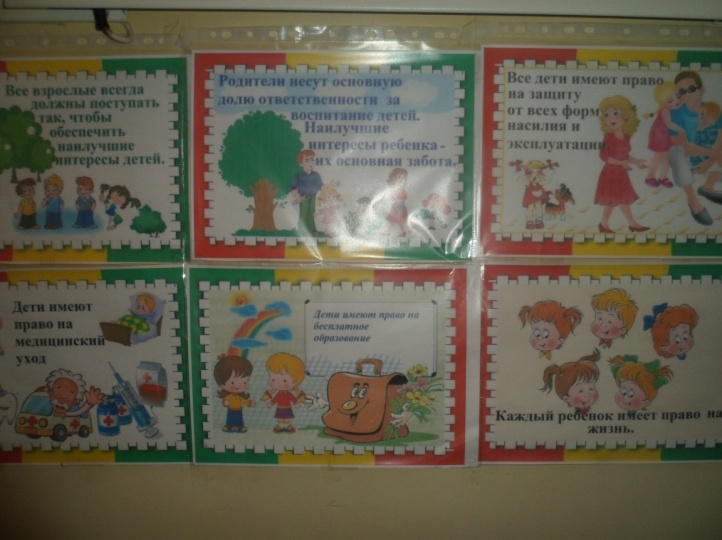 Все взрослые всегда
должны поступать
так, чтобы
обеспечить
наилучшие
интересы детей.
Родители несут основную
долю ответственности за
воспитание детей.
Наилучшие
интересы ребенка -
их основная забота.
Все дети имеют право
на защиту
от всех форм
насилия и
эксплуатации
Дети имеют
право на
медицинский
уход
Дети имеют право на
бесплатное
образование
Каждый ребенок имеет право на
жизнь.